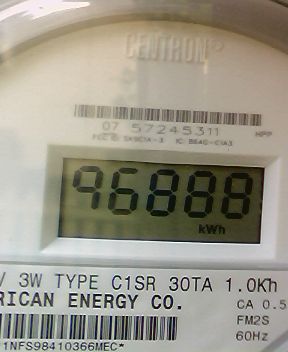 CENTRON®
07 57245311 HPP
96888
kWh
3W TYPE C1SR 30TA 1.0Kh
RICAN ENERGY CO. CA 0.5
FM2S
1NFS98410366MEC* 60Hz